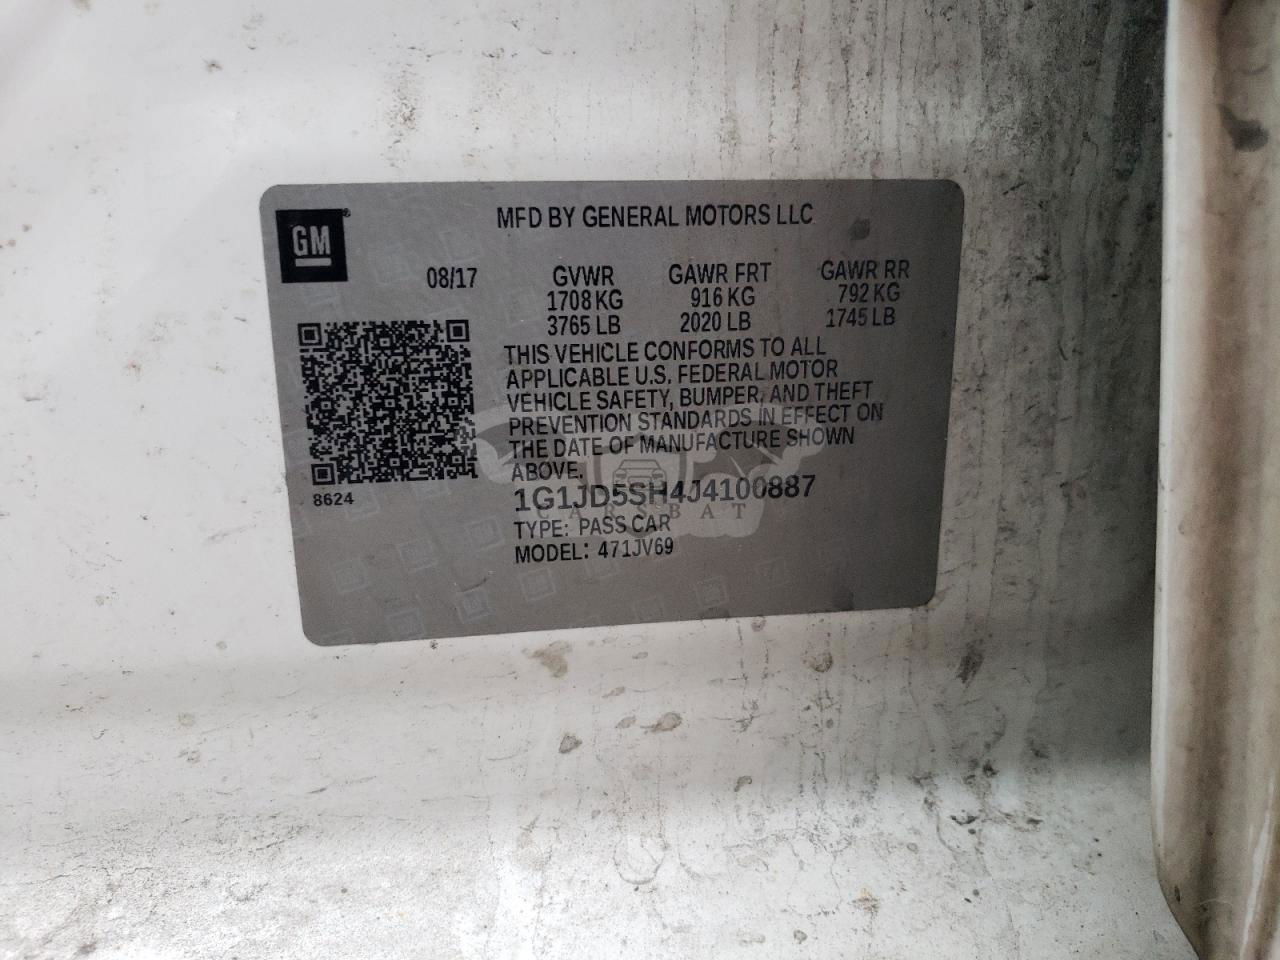 GM
MFD BY GENERAL MOTORS LLC
08/17 GVWR GAWR FRT GAWR RR
1708 KG 916 KG 792 KG
3765 LB 2020 LB 1745 LB
THIS VEHICLE CONFORMS TO ALL
APPLICABLE U.S. FEDERAL MOTOR
VEHICLE SAFETY, BUMPER, AND THEFT
PREVENTION STANDARDS IN EFFECT ON
THE DATE OF MANUFACTURE SHOWN
ABOVE.
8624
1G1JD5SH4J4100887
CARSBAT
TYPE: PASS CAR
MODEL: 471JV69